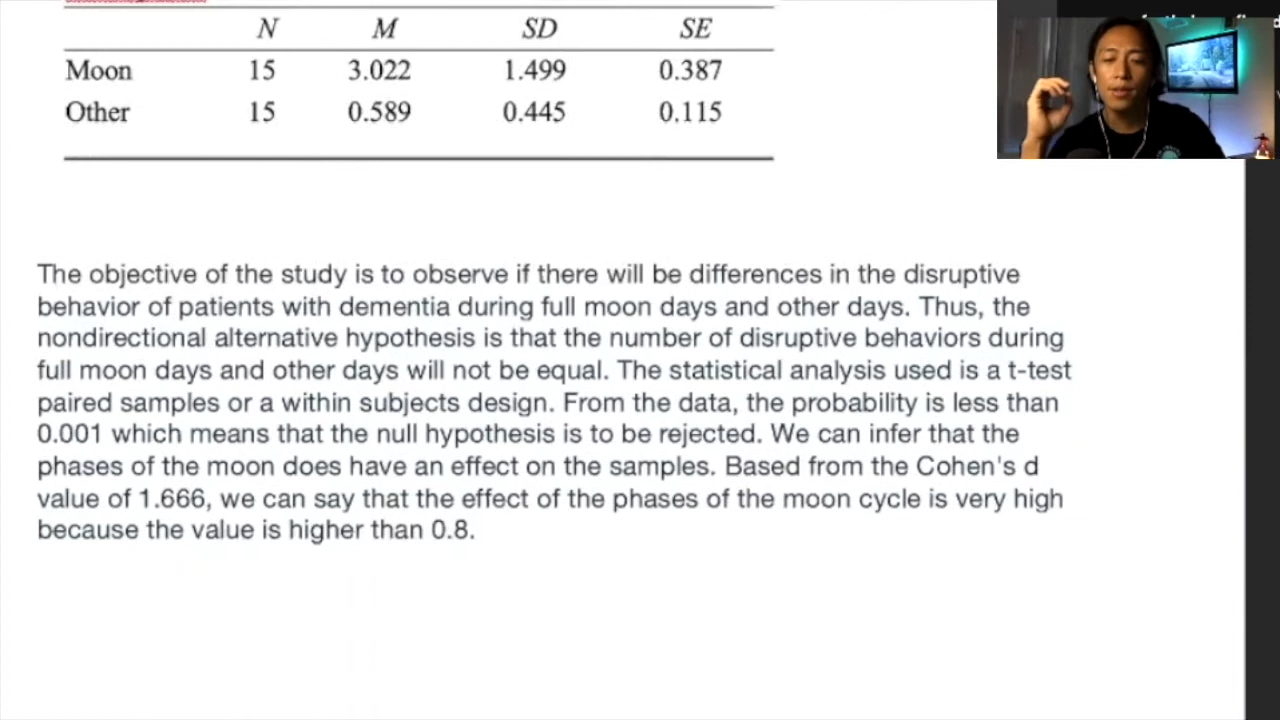 N M SD SE
Moon 15 3.022 1.499 0.387
Other 15 0.589 0.445 0.115
The objective of the study is to observe if there will be differences in the disruptive
behavior of patients with dementia during full moon days and other days. Thus, the
nondirectional alternative hypothesis is that the number of disruptive behaviors during
full moon days and other days will not be equal. The statistical analysis used is a t-test
paired samples or a within subjects design. From the data, the probability is less than
0.001 which means that the null hypothesis is to be rejected. We can infer that the
phases of the moon does have an effect on the samples. Based from the Cohen's d
value of 1.666, we can say that the effect of the phases of the moon cycle is very high
because the value is higher than 0.8.